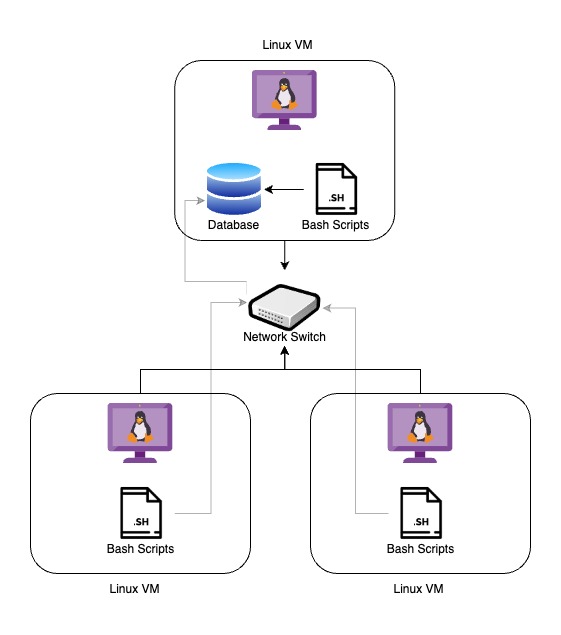 Linux VM
.SH
Database
Bash Scripts
Network Switch
.SH
Bash Scripts
.SH
Bash Scripts
Linux VM
Linux VM